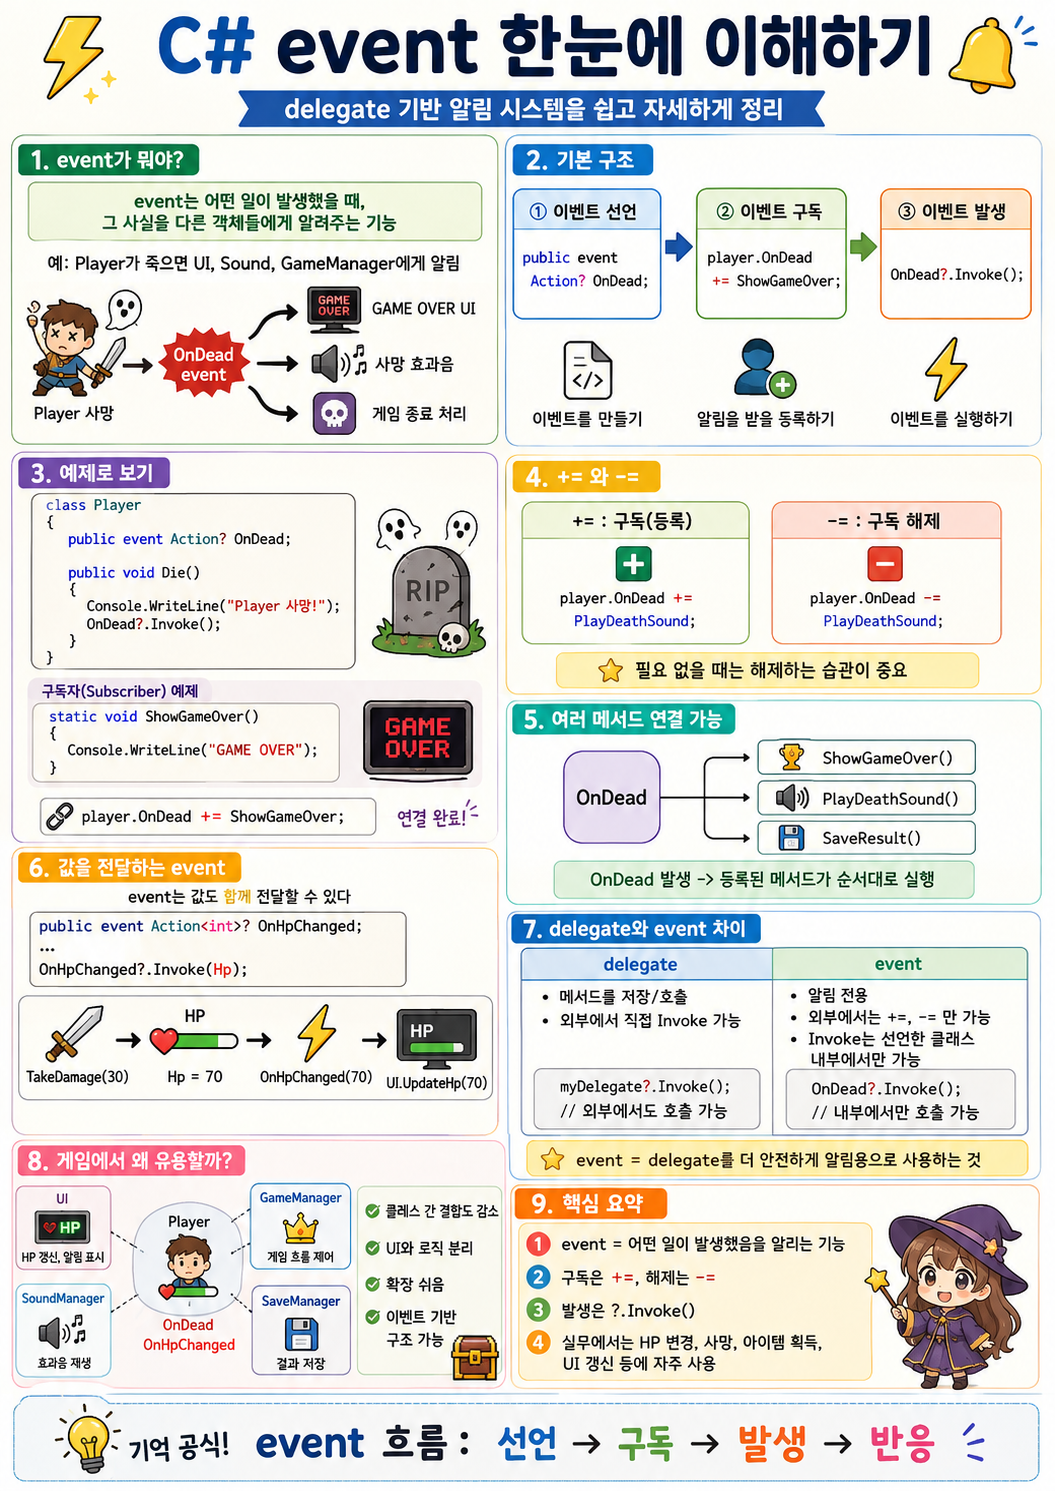 C# event 한눈에 이해하기
delegate 기반 알림 시스템을 쉽고 자세하게 정리
1. event가 뭐야?
event는 어떤 일이 발생했을 때,
그 사실을 다른 객체들에게 알려주는 기능
예: Player가 죽으면 UI, Sound, GameManager에게 알림
Player 사망
OnDead
event
GAME
OVER
GAME OVER UI
사망 효과음
게임 종료 처리
2. 기본 구조
① 이벤트 선언
public event
Action? OnDead;
이벤트를 만들기
② 이벤트 구독
player.OnDead
+= ShowGameOver;
알림을 받을 등록하기
③ 이벤트 발생
OnDead?.Invoke();
이벤트를 실행하기
</>
3. 예제로 보기
class Player
{
public event Action? OnDead;
public void Die()
{
Console.WriteLine("Player 사망!");
OnDead?.Invoke();
}
}
RIP
구독자(Subscriber) 예제
static void ShowGameOver()
{
Console.WriteLine("GAME OVER");
}
GAME
OVER
player.OnDead += ShowGameOver;
연결 완료!
4. += 와 -=
+= : 구독(등록)
player.OnDead +=
PlayDeathSound;
-= : 구독 해제
player.OnDead -=
PlayDeathSound;
필요 없을 때는 해제하는 습관이 중요
5. 여러 메서드 연결 가능
OnDead
ShowGameOver()
PlayDeathSound()
SaveResult()
OnDead 발생 -> 등록된 메서드가 순서대로 실행
6. 값을 전달하는 event
event는 값도 함께 전달할 수 있다
public event Action<int>? OnHpChanged;
...
OnHpChanged?.Invoke(Hp);
TakeDamage(30)
HP
Hp = 70
OnHpChanged(70)
HP
UI.UpdateHp(70)
7. delegate와 event 차이
delegate
• 메서드를 저장/호출
• 외부에서 직접 Invoke 가능
myDelegate?.Invoke();
// 외부에서도 호출 가능
event
• 알림 전용
• 외부에서는 +=, -= 만 가능
• Invoke는 선언한 클래스
내부에서만 가능
OnDead?.Invoke();
// 내부에서만 호출 가능
event = delegate를 더 안전하게 알림용으로 사용하는 것
8. 게임에서 왜 유용할까?
UI
HP
HP 갱신, 알림 표시
SoundManager
효과음 재생
Player
OnDead
OnHpChanged
GameManager
게임 흐름 제어
SaveManager
결과 저장
클레스 간 결합도 감소
UI와 로직 분리
확장 쉬움
이벤트 기반
구조 가능
9. 핵심 요약
1 event = 어떤 일이 발생했음을 알리는 기능
2 구독은 +=, 해제는 -=
3 발생은 ?.Invoke()
4 실무에서는 HP 변경, 사망, 아이템 획득,
UI 갱신 등에 자주 사용
기억 공식! event 흐름 : 선언 → 구독 → 발생 → 반응